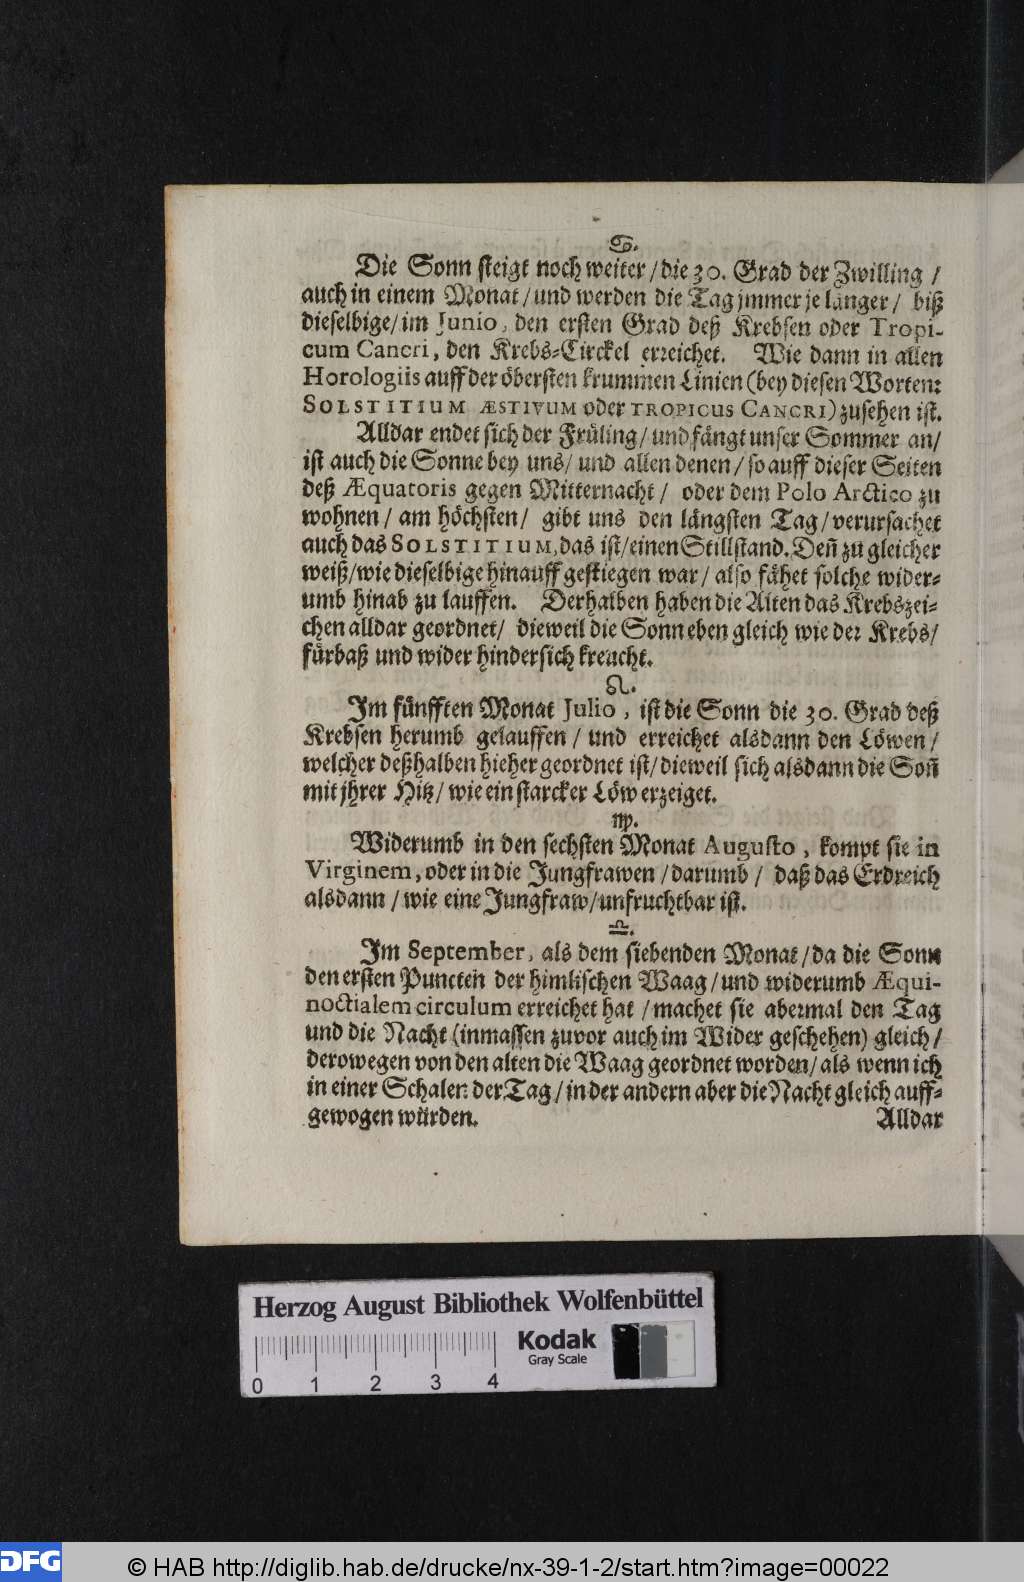 ♋.
Die Sonn steigt noch weiter / die 30. Grad der Zwilling /
auch in einem Monat / und werden die Tag jmmer je länger / biß
dieselbige / im Junio, den ersten Grad deß Krebsen oder Tropi-
cum Cancri, den Krebs-Circkel erreichet. Wie dann in allen
Horologiis auff der öbersten krummen Linien (bey diesen Worten:
SOLSTITIUM ÆSTIVUM oder TROPICUS CANCRI) zusehen ist.
Alldar endet sich der Früling / und fängt unser Sommer an /
ist auch die Sonne bey uns / und allen denen / so auff dieser Seiten
deß Æquatoris gegen Mitternacht / oder dem Polo Arctico zu
wohnen / am höchsten / gibt uns den längsten Tag / verursachet
auch das SOLSTITIUM, das ist / einen Stillstand. Deñ zu gleicher
weiß / wie dieselbige hinauff gestiegen war / also fähet solche wider-
umb hinab zu lauffen. Derhalben haben die Alten das Krebszei-
chen alldar geordnet / dieweil die Sonn eben gleich wie der Krebs /
fürbaß und wider hindersich kreucht.
♌.
Im fünfften Monat Julio, ist die Sonn die 30. Grad deß
Krebsen herumb gelauffen / und erreichet alsdann den Löwen /
welcher deßhalben hieher geordnet ist / dieweil sich alsdann die Soñ
mit jhrer Hitz / wie ein starcker Löw erzeiget.
♍.
Widerumb in den sechsten Monat Augusto, kompt sie in
Virginem, oder in die Jungfrawen / darumb / daß das Erdreich
alsdann / wie eine Jungfraw / unfruchtbar ist.
♎.
Im September, als dem siebenden Monat / da die Sonn
den ersten Puncten der himlischen Waag / und widerumb Æqui-
noctialem circulum erreichet hat / machet sie abermal den Tag
und die Nacht (inmassen zuvor auch im Wider geschehen) gleich /
derowegen von den alten die Waag geordnet worden / als wenn ich
in einer Schalen der Tag / in der andern aber die Nacht gleich auff-
gewogen würden. Alldar
Herzog August Bibliothek Wolfenbüttel
Kodak
Gray Scale
0 1 2 3 4
DFG © HAB http://diglib.hab.de/drucke/nx-39-1-2/start.htm?image=00022